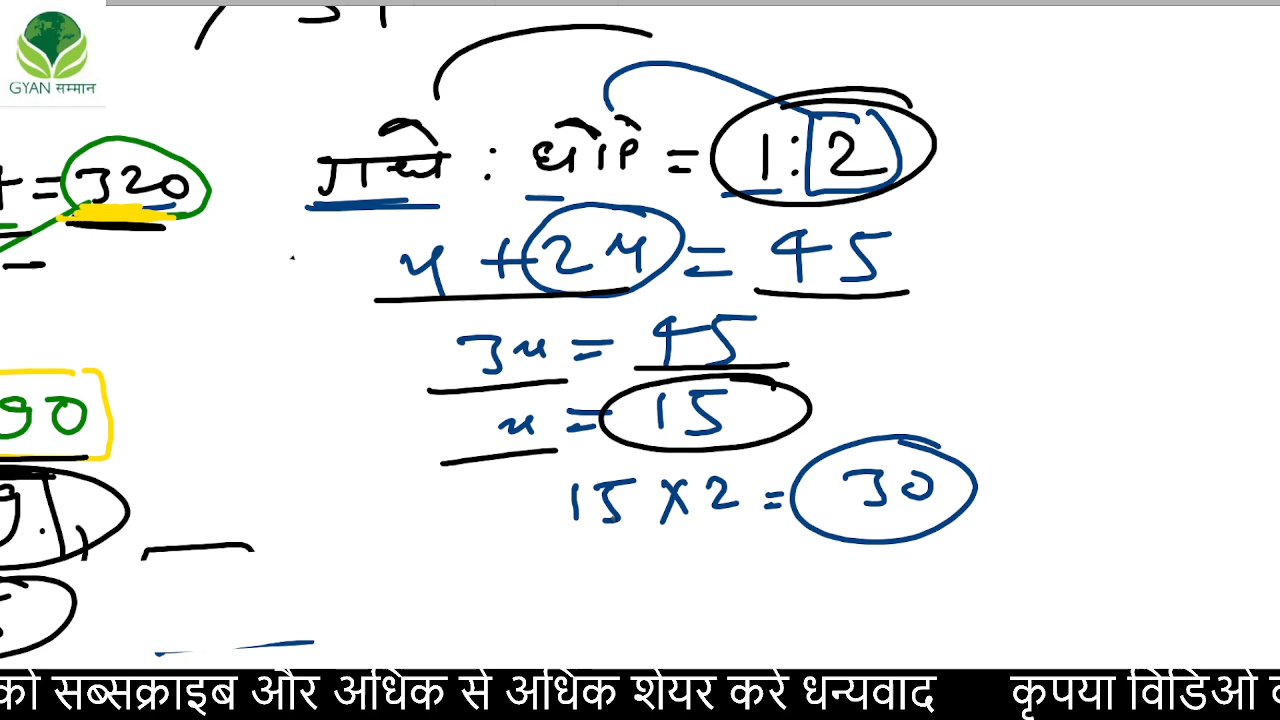 GYAN सम्मान
= 320
गधे : घोड़े = 1:2
x + 2x = 45
3x = 45
x = 15
15 x 2 = 30
90
को सब्सक्राइब और अधिक से अधिक शेयर करे धन्यवाद कृपया विडिओ